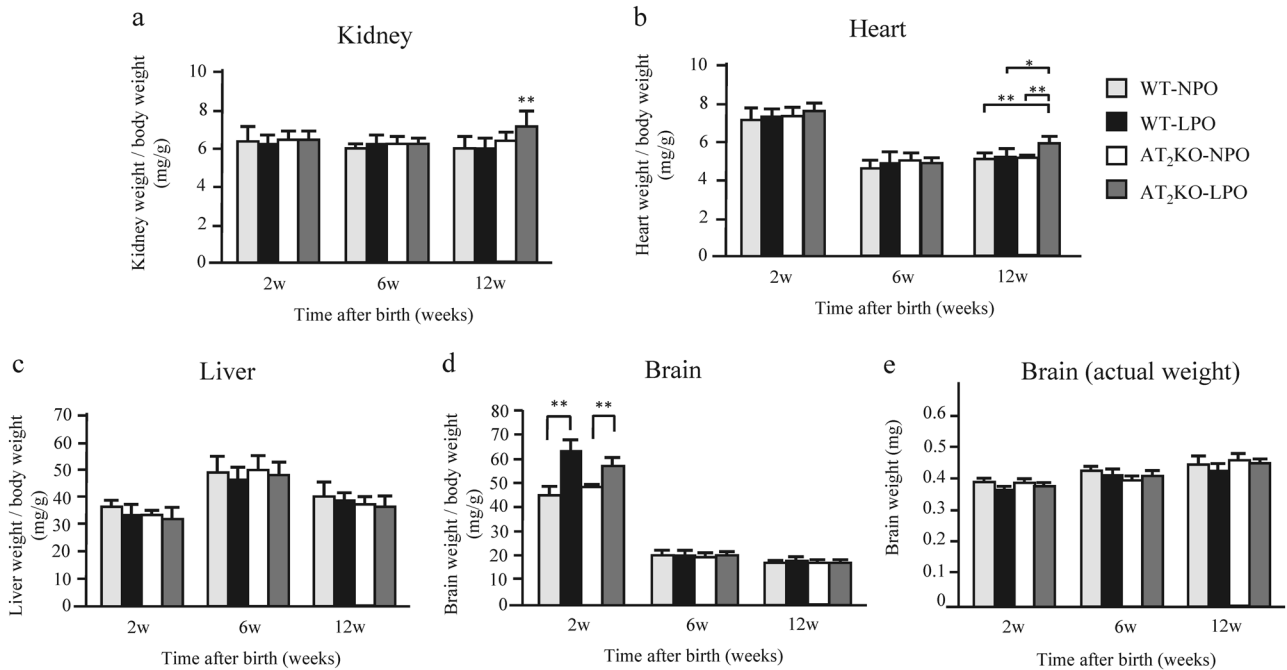 a
Kidney
Kidney weight / body weight
(mg/g)
10
8
6
4
2
0
**
2w 6w 12w
Time after birth (weeks)
b
Heart
Heart weight / body weight
(mg/g)
10
8
6
4
2
0
*
** **
2w 6w 12w
Time after birth (weeks)
WT-NPO
WT-LPO
AT₂KO-NPO
AT₂KO-LPO
c
Liver
Liver weight / body weight
(mg/g)
70
60
50
40
30
20
10
0
2w 6w 12w
Time after birth (weeks)
d
Brain
Brain weight / body weight
(mg/g)
80
70
60
50
40
30
20
10
0
** **
2w 6w 12w
Time after birth (weeks)
e
Brain (actual weight)
Brain weight (mg)
0.6
0.5
0.4
0.3
0.2
0.1
0
2w 6w 12w
Time after birth (weeks)